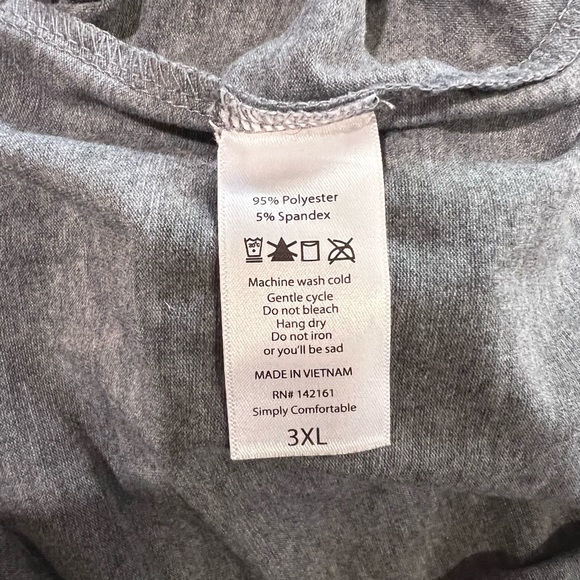 95% Polyester
5% Spandex
Machine wash cold
Gentle cycle
Do not bleach
Hang dry
Do not iron
or you'll be sad
MADE IN VIETNAM
RN# 142161
Simply Comfortable
3XL